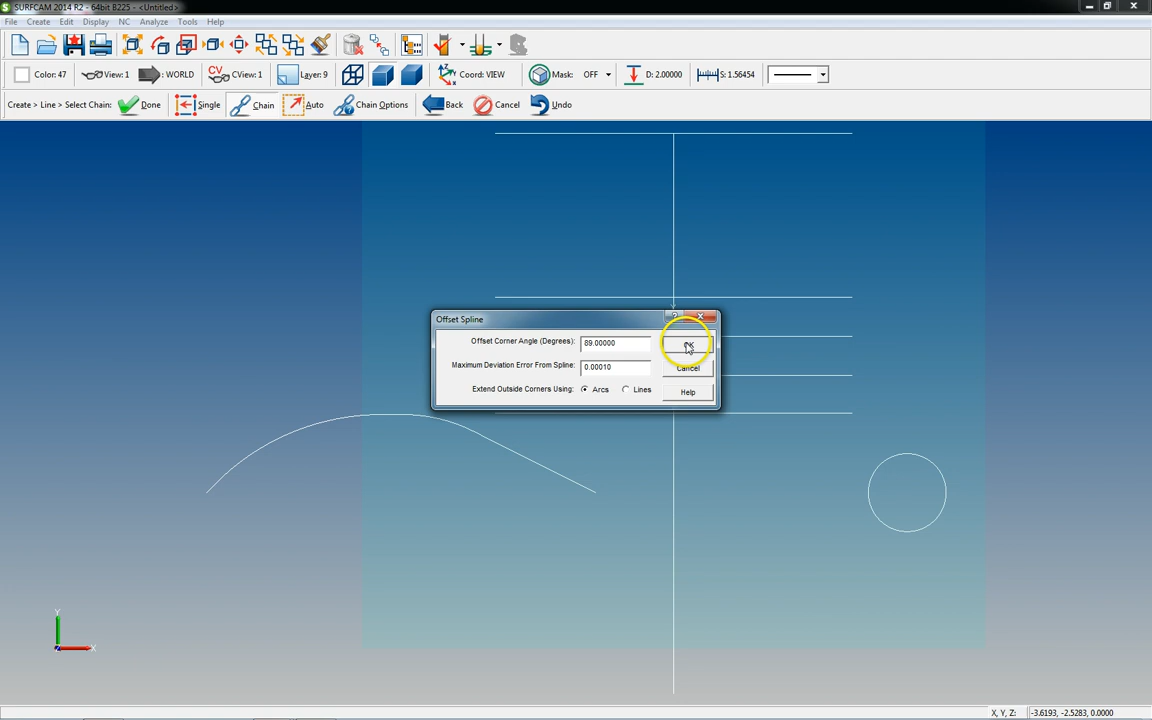 SURFCAM 2014 R2 - 64bit B225 - <Untitled>
File Create Edit Display NC Analyze Tools Help
Color: 47 View: 1 : WORLD CV CView: 1 Layer: 9 Coord: VIEW Mask: OFF D: 2.00000 S: 1.56454
Create > Line > Select Chain: Done Single Chain Auto Chain Options Back Cancel Undo
Offset Spline
Offset Corner Angle (Degrees): 89.00000 OK
Maximum Deviation Error From Spline: 0.00010 Cancel
Extend Outside Corners Using: Arcs Lines Help
Y
X
X, Y, Z: -3.6193, -2.5283, 0.0000